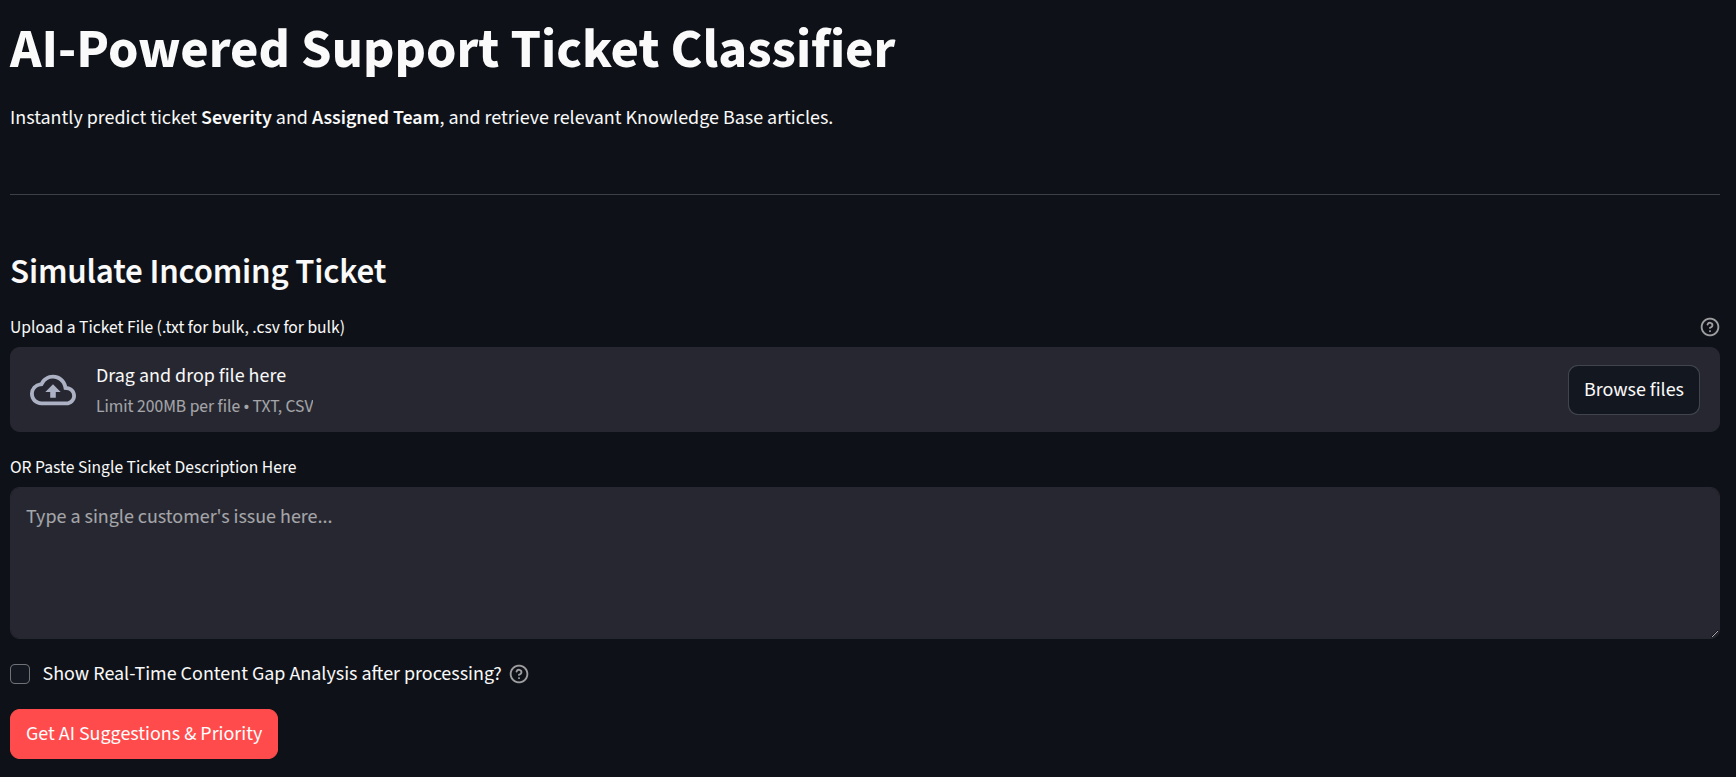 AI-Powered Support Ticket Classifier
Instantly predict ticket Severity and Assigned Team, and retrieve relevant Knowledge Base articles.
Simulate Incoming Ticket
Upload a Ticket File (.txt for bulk, .csv for bulk)
Drag and drop file here
Limit 200MB per file • TXT, CSV
Browse files
OR Paste Single Ticket Description Here
Type a single customer's issue here...
Show Real-Time Content Gap Analysis after processing?
Get AI Suggestions & Priority